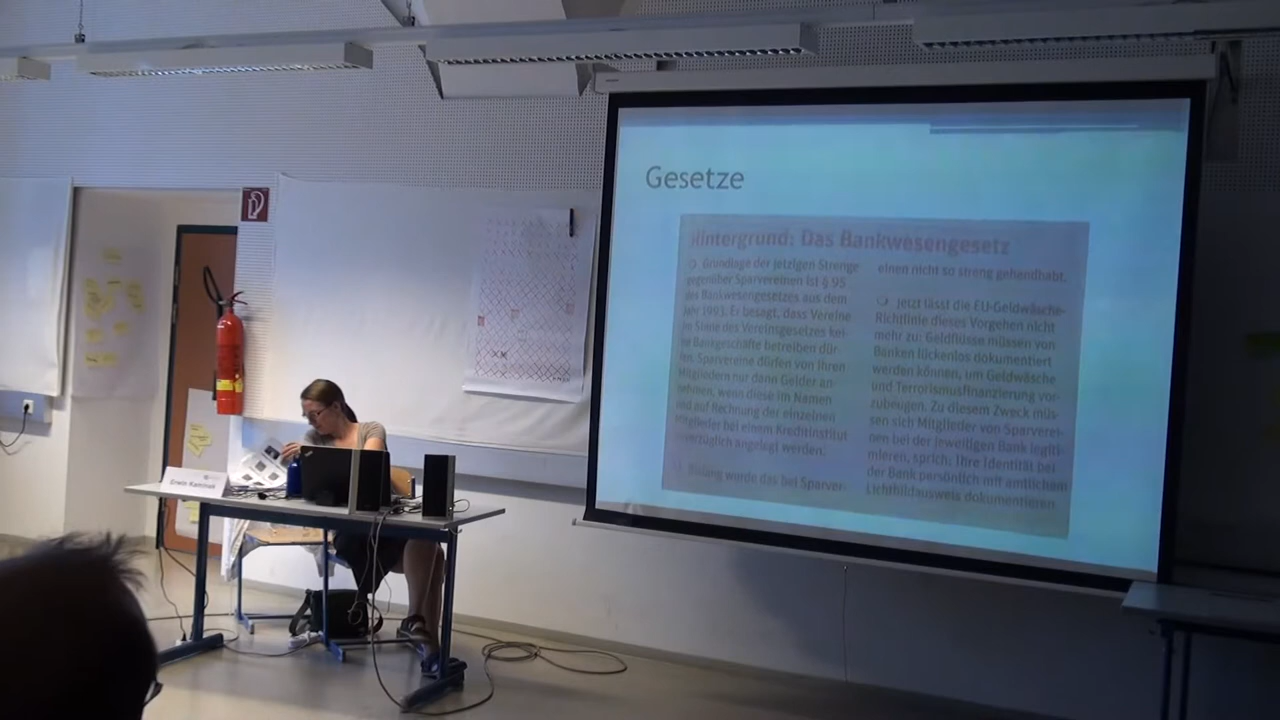 Gesetze
Hintergrund: Das Bankwesengesetz
Grundlage der jetzigen Strenge
gegenüber Sparvereinen ist § 95
des Bankwesengesetzes aus dem
Jahr 1993. Er besagt, dass Vereine
im Sinne des Vereinsgesetzes kei-
ne Bankgeschäfte betreiben dür-
fen. Sparvereine dürfen von ihren
Mitgliedern nur dann Gelder an-
nehmen, wenn diese im Namen
und auf Rechnung der einzelnen
Mitglieder bei einem Kreditinstitut
unverzüglich angelegt werden.
Bislang wurde das bei Sparver-
einen nicht so streng gehandhabt.
Jetzt lässt die EU-Geldwäsche-
Richtlinie dieses Vorgehen nicht
mehr zu: Geldflüsse müssen von
Banken lückenlos dokumentiert
werden können, um Geldwäsche
und Terrorismusfinanzierung vor-
zubeugen. Zu diesem Zweck müs-
sen sich Mitglieder von Sparverei-
nen bei der jeweiligen Bank legiti-
mieren, sprich: Ihre Identität bei
der Bank persönlich mit amtlichem
Lichtbildausweis dokumentieren.
Erwin Kaminek